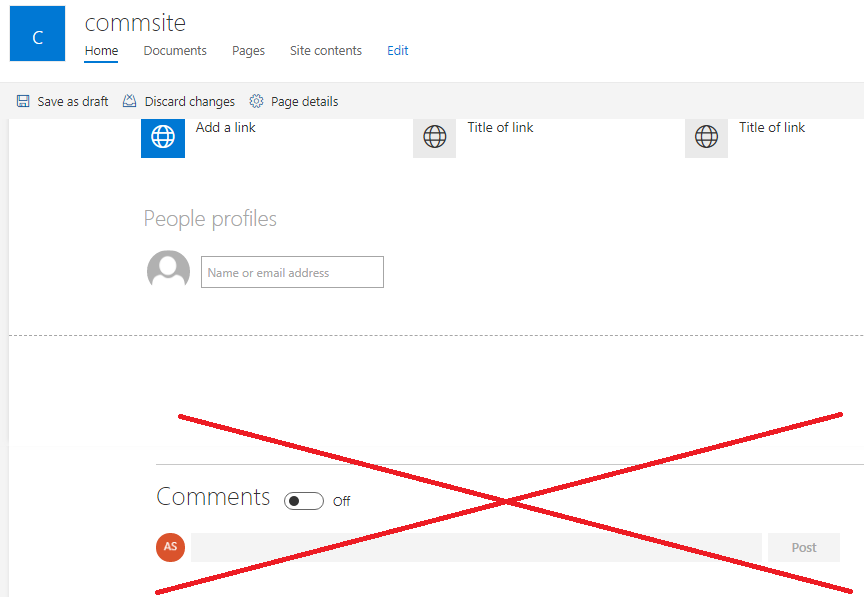 C
commsite
Home Documents Pages Site contents Edit
Save as draft Discard changes Page details
Add a link Title of link Title of link
People profiles
Name or email address
Comments Off
AS Post